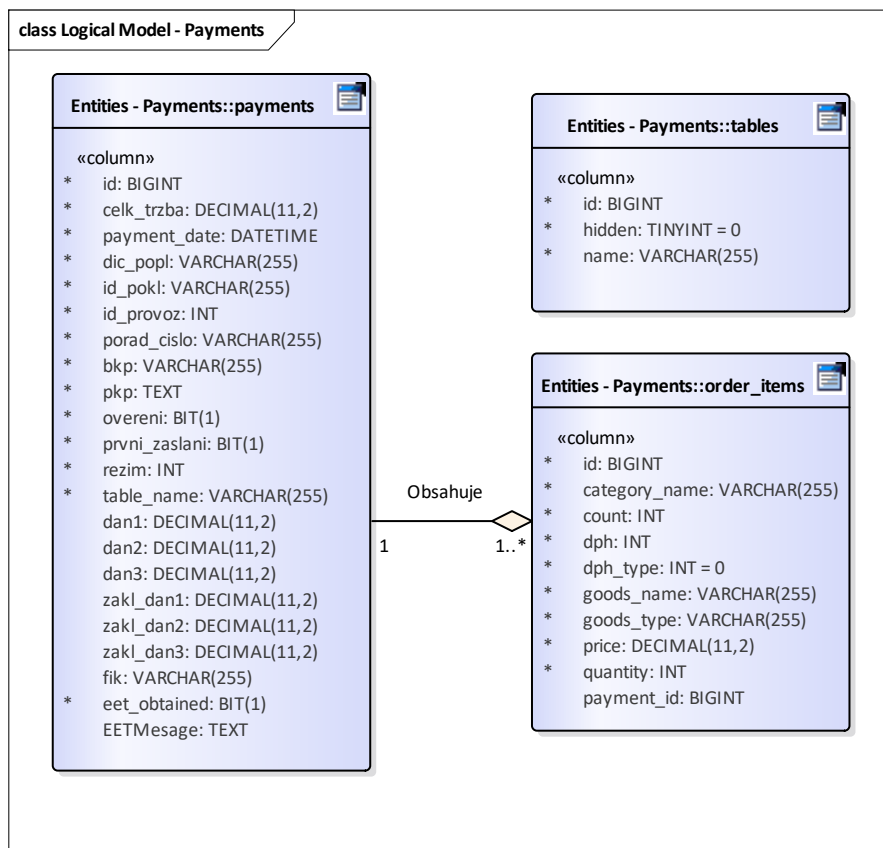 class Logical Model - Payments
Entities - Payments::payments
«column»
* id: BIGINT
* celk_trzba: DECIMAL(11,2)
* payment_date: DATETIME
* dic_popl: VARCHAR(255)
* id_pokl: VARCHAR(255)
* id_provoz: INT
* porad_cislo: VARCHAR(255)
* bkp: VARCHAR(255)
* pkp: TEXT
* overeni: BIT(1)
* prvni_zaslani: BIT(1)
* rezim: INT
* table_name: VARCHAR(255)
dan1: DECIMAL(11,2)
dan2: DECIMAL(11,2)
dan3: DECIMAL(11,2)
zakl_dan1: DECIMAL(11,2)
zakl_dan2: DECIMAL(11,2)
zakl_dan3: DECIMAL(11,2)
fik: VARCHAR(255)
* eet_obtained: BIT(1)
EETMesage: TEXT
Obsahuje
1
1..*
Entities - Payments::tables
«column»
* id: BIGINT
* hidden: TINYINT = 0
* name: VARCHAR(255)
Entities - Payments::order_items
«column»
* id: BIGINT
* category_name: VARCHAR(255)
* count: INT
* dph: INT
* dph_type: INT = 0
* goods_name: VARCHAR(255)
* goods_type: VARCHAR(255)
* price: DECIMAL(11,2)
* quantity: INT
payment_id: BIGINT